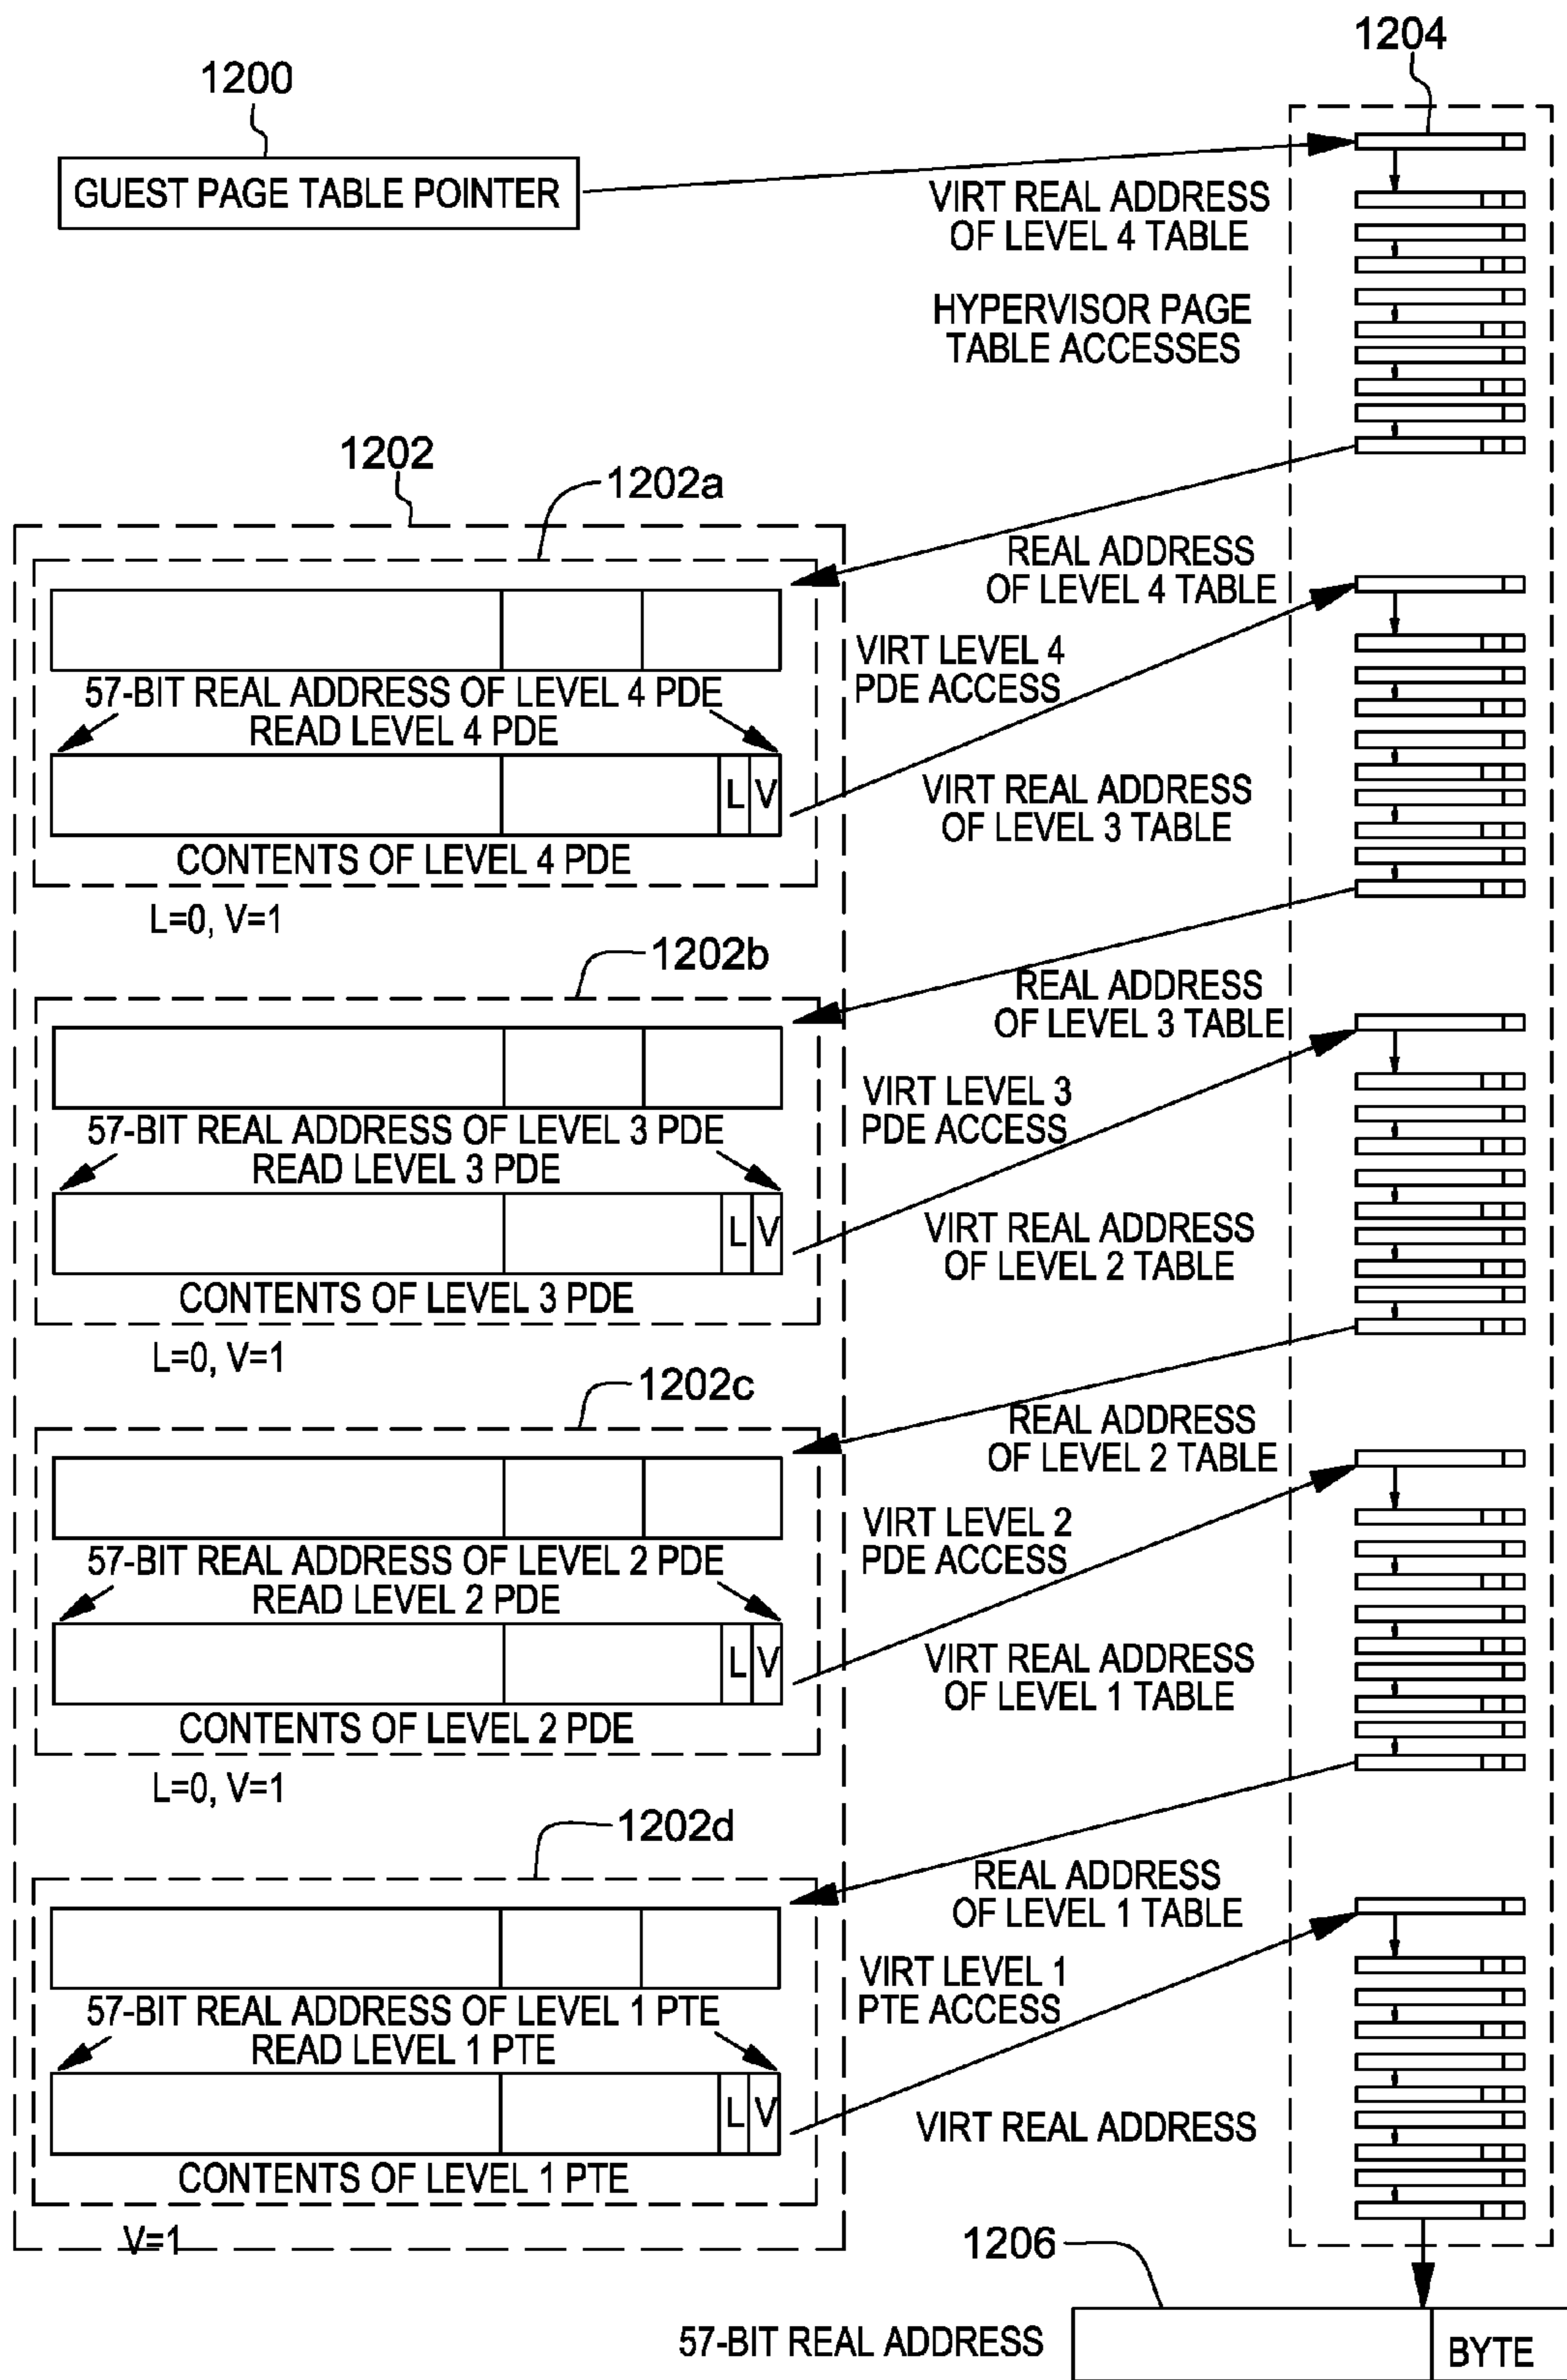 1204
1200
GUEST PAGE TABLE POINTER
VIRT REAL ADDRESS
OF LEVEL 4 TABLE
HYPERVISOR PAGE
TABLE ACCESSES
1202
1202a
REAL ADDRESS
OF LEVEL 4 TABLE
VIRT LEVEL 4
PDE ACCESS
57-BIT REAL ADDRESS OF LEVEL 4 PDE
READ LEVEL 4 PDE
L V
VIRT REAL ADDRESS
OF LEVEL 3 TABLE
CONTENTS OF LEVEL 4 PDE
L=0, V=1
1202b
REAL ADDRESS
OF LEVEL 3 TABLE
VIRT LEVEL 3
PDE ACCESS
57-BIT REAL ADDRESS OF LEVEL 3 PDE
READ LEVEL 3 PDE
L V
VIRT REAL ADDRESS
OF LEVEL 2 TABLE
CONTENTS OF LEVEL 3 PDE
L=0, V=1
1202c
REAL ADDRESS
OF LEVEL 2 TABLE
VIRT LEVEL 2
PDE ACCESS
57-BIT REAL ADDRESS OF LEVEL 2 PDE
READ LEVEL 2 PDE
L V
VIRT REAL ADDRESS
OF LEVEL 1 TABLE
CONTENTS OF LEVEL 2 PDE
L=0, V=1
1202d
REAL ADDRESS
OF LEVEL 1 TABLE
VIRT LEVEL 1
PTE ACCESS
57-BIT REAL ADDRESS OF LEVEL 1 PTE
READ LEVEL 1 PTE
L V
VIRT REAL ADDRESS
CONTENTS OF LEVEL 1 PTE
V=1
1206
57-BIT REAL ADDRESS
BYTE